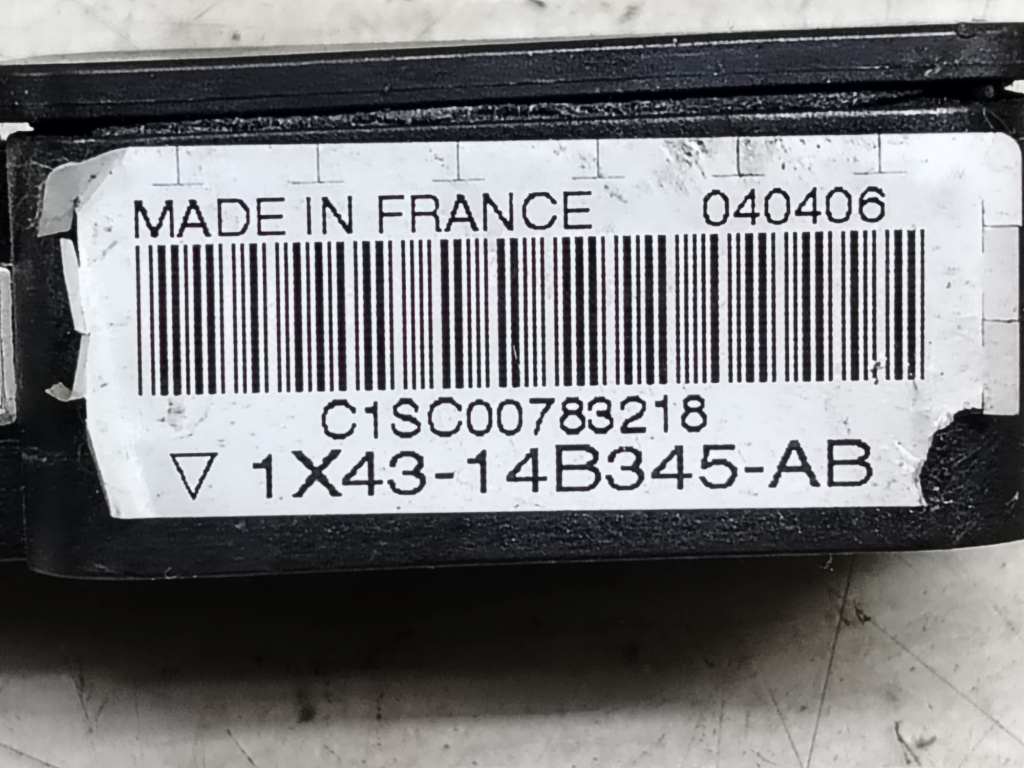 MADE IN FRANCE 040406
C1SC00783218
▽ 1X43-14B345-AB